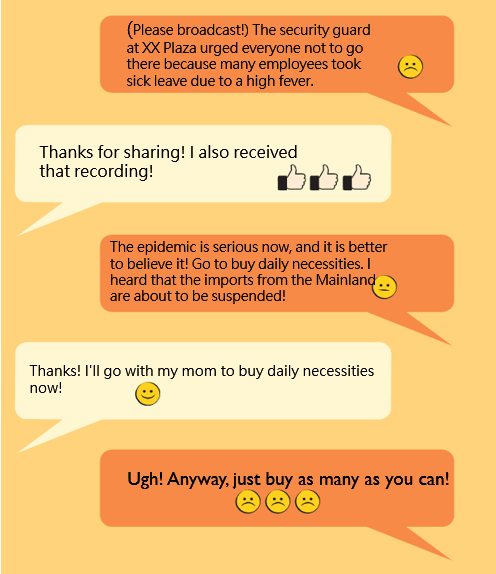 (Please broadcast!) The security guard
at XX Plaza urged everyone not to go
there because many employees took
sick leave due to a high fever.
Thanks for sharing! I also received
that recording!
The epidemic is serious now, and it is better
to believe it! Go to buy daily necessities. I
heard that the imports from the Mainland
are about to be suspended!
Thanks! I'll go with my mom to buy daily necessities
now!
Ugh! Anyway, just buy as many as you can!